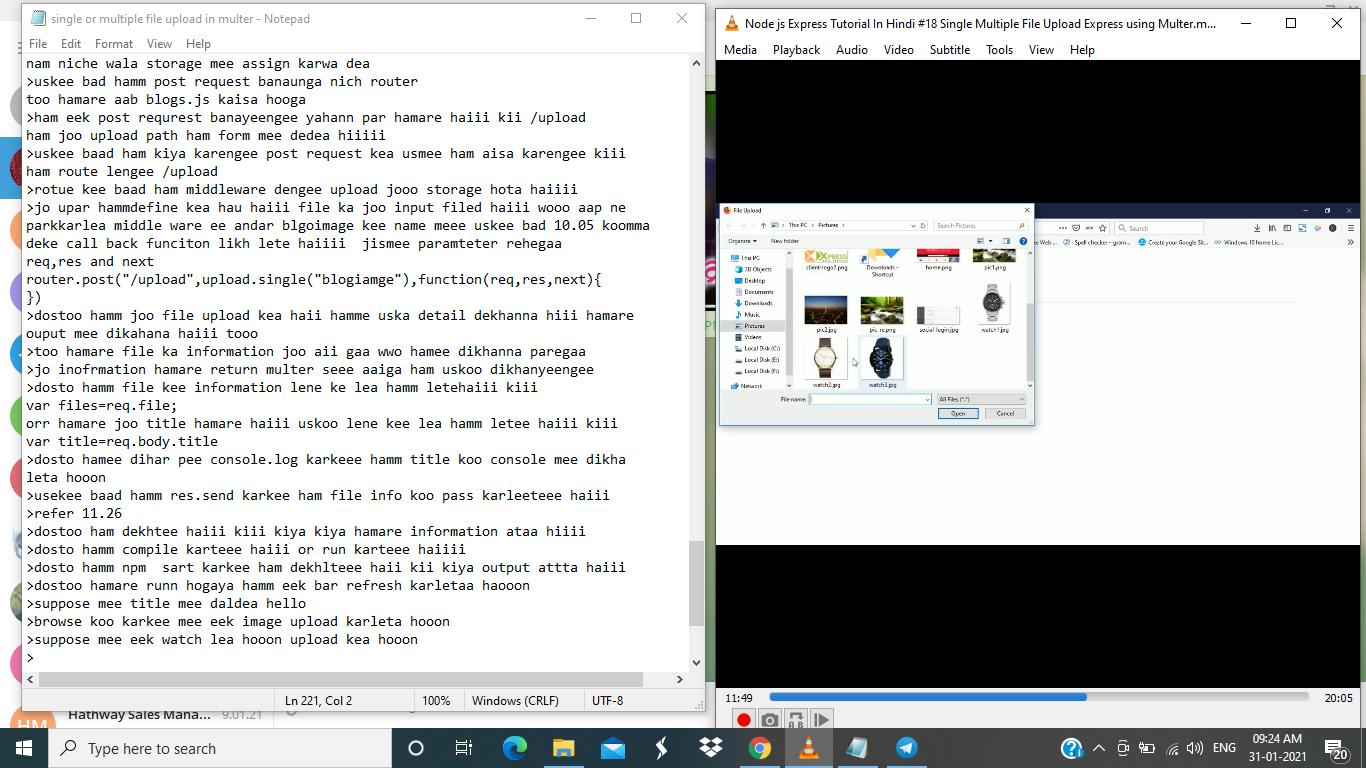 single or multiple file upload in multer - Notepad
File Edit Format View Help
nam niche wala storage mee assign karwa dea
>uskee bad hamm post request banaunga nich router
too hamare aab blogs.js kaisa hooga
>ham eek post requrest banayeengee yahann par hamare haiii kii /upload
ham joo upload path ham form mee dedea hiiiii
>uskee baad ham kiya karengee post request kea usmee ham aisa karengee kiii
ham route lengee /upload
>rotue kee baad ham middleware dengee upload jooo storage hota haiiii
>jo upar hammdefine kea hau haiii file ka joo input filed haiii wooo aap ne
parkkarlea middle ware ee andar blgoimage kee name meee uskee bad 10.05 koomma
deke call back funciton likh lete haiiii  jismee paramteter rehegaa
req,res and next
router.post("/upload",upload.single("blogiamge"),function(req,res,next){
})
>dostoo hamm joo file upload kea haii hamme uska detail dekhanna hiii hamare
ouput mee dikahana haiii tooo
>too hamare file ka information joo aii gaa wwo hamee dikhanna paregaa
>jo inofrmation hamare return multer seee aaiga ham uskoo dikhanyeengee
>dosto hamm file kee information lene ke lea hamm letehaiii kiii
var files=req.file;
orr hamare joo title hamare haiii uskoo lene kee lea hamm letee haiii kiii
var title=req.body.title
>dosto hamee dihar pee console.log karkeee hamm title koo console mee dikha
leta hooon
>usekee baad hamm res.send karkee ham file info koo pass karleeteee haiii
>refer 11.26
>dostoo ham dekhtee haiii kiii kiya kiya hamare information ataa hiiii
>dosto hamm compile karteee haiii or run karteee haiiii
>dosto hamm npm  sart karkee ham dekhlteee haii kii kiya output attta haiii
>dostoo hamare runn hogaya hamm eek bar refresh karletaa haooon
>suppose mee title mee daldea hello
>browse koo karkee mee eek image upload karleta hooon
>suppose mee eek watch lea hooon upload kea hooon
>
Ln 221, Col 2 100% Windows (CRLF) UTF-8
Hathway Sales Mana... 9.01.21
HM
Node js Express Tutorial In Hindi #18 Single Multiple File Upload Express using Multer.m...
Media Playback Audio Video Subtitle Tools View Help
File Upload
This PC > Pictures >
Search Pictures
Organize New folder
This PC
3D Objects
Desktop
Documents
Downloads
Music
Pictures
Videos
Local Disk (C:)
Local Disk (E:)
Local Disk (F:)
Network
client-logo7.png Downloads - Shortcut home.png pic1.png
pic2.jpg pic-rc.png social-login.jpg watch1.jpg
watch2.jpg watch3.jpg
File name: All Files (*.*)
Open Cancel
Search
Spell checker – gram... Create your Google Sit... Windows 10 home Lic...
11:49 20:05
Type here to search
ENG
09:24 AM
31-01-2021
20